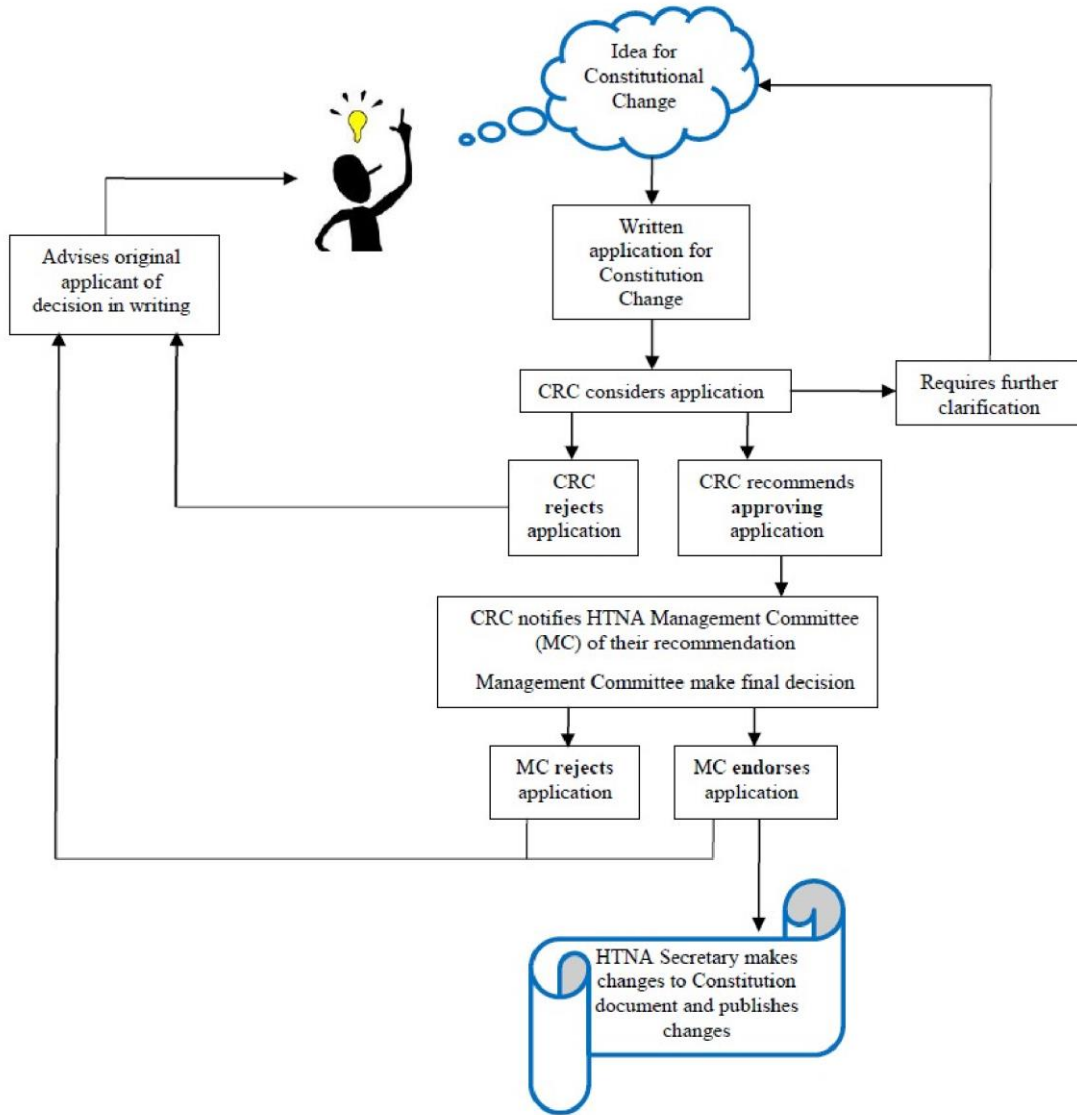 Idea for
Constitutional
Change
Written
application for
Constitution
Change
Advises original
applicant of
decision in writing
CRC considers application
Requires further
clarification
CRC
rejects
application
CRC recommends
approving
application
CRC notifies HTNA Management Committee
(MC) of their recommendation
Management Committee make final decision
MC rejects
application
MC endorses
application
HTNA Secretary makes
changes to Constitution
document and publishes
changes